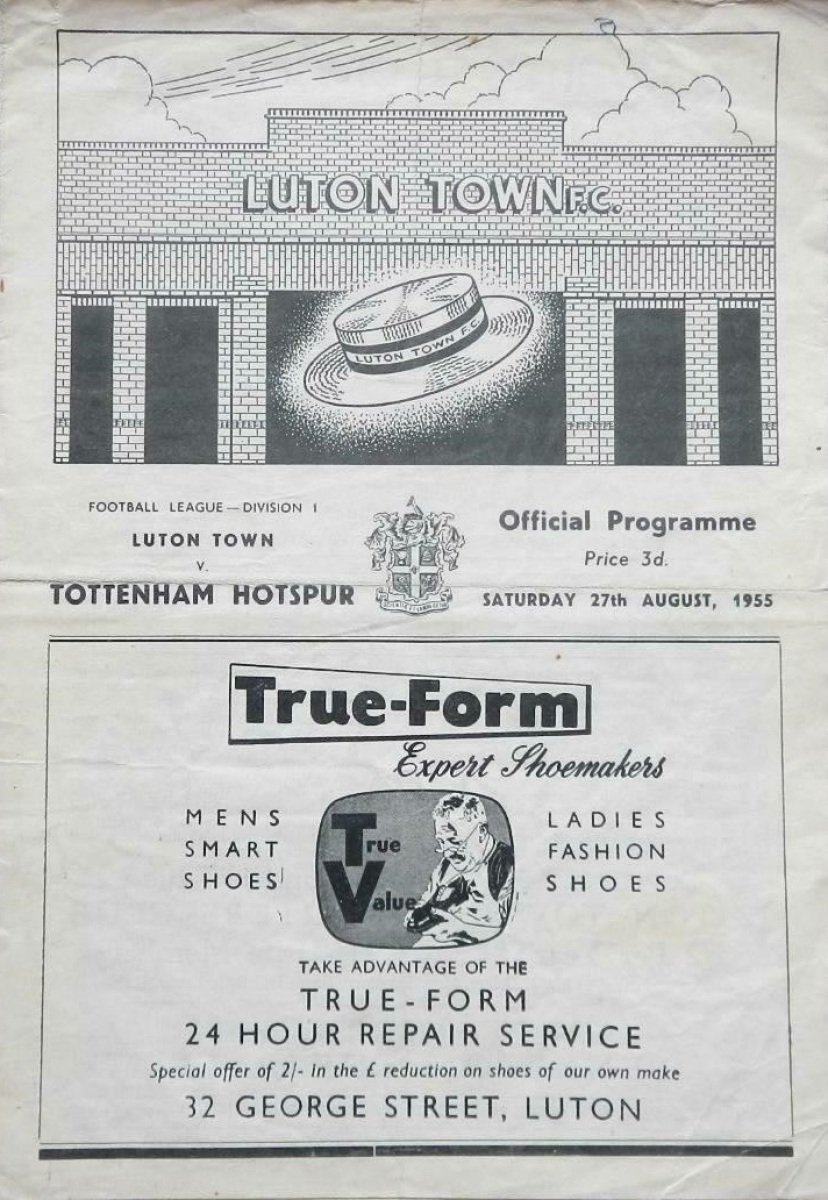 LUTON TOWN F.C.
LUTON TOWN F.C.
FOOTBALL LEAGUE — DIVISION 1
LUTON TOWN
v.
TOTTENHAM HOTSPUR
Official Programme
Price 3d.
SATURDAY 27th AUGUST, 1955
True-Form
Expert Shoemakers
MENS
SMART
SHOES
True
Value
LADIES
FASHION
SHOES
TAKE ADVANTAGE OF THE
TRUE-FORM
24 HOUR REPAIR SERVICE
Special offer of 2/- in the £ reduction on shoes of our own make
32 GEORGE STREET, LUTON